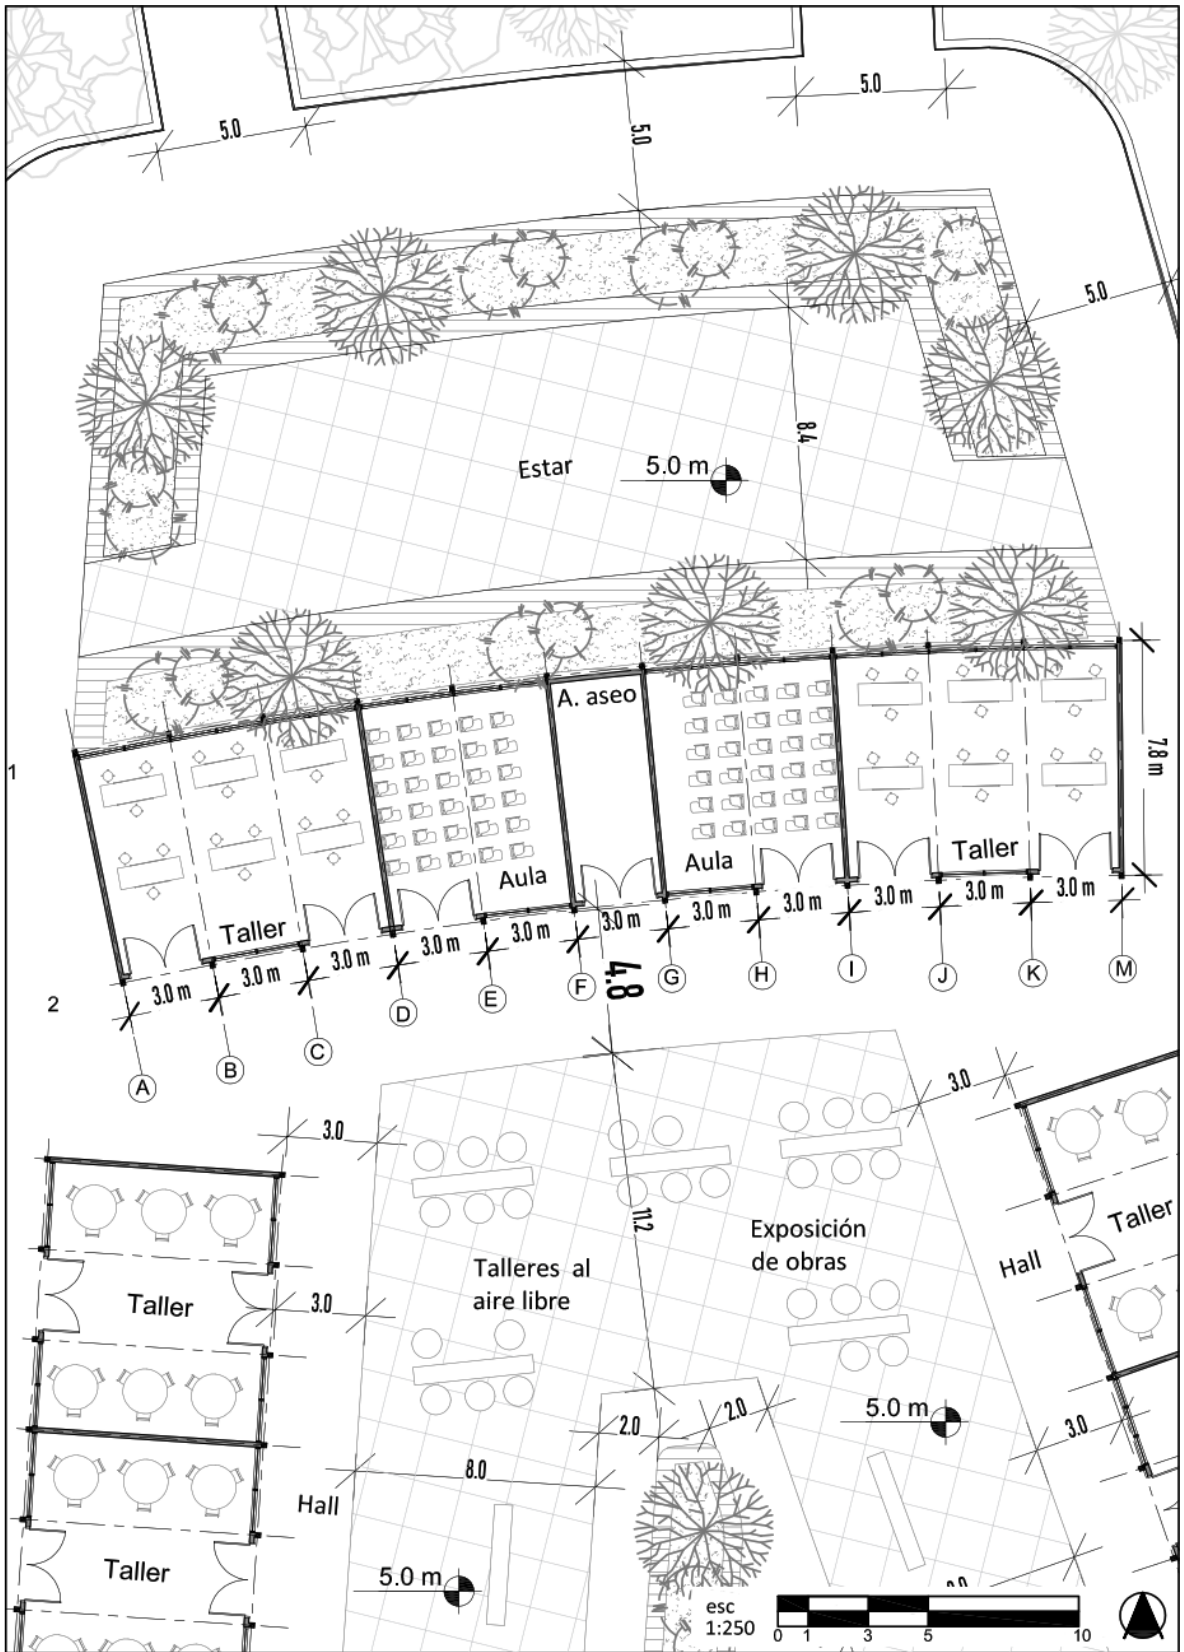 5.0
5.0
5.0
5.0
8.4
Estar
5.0 m
A. aseo
7.8 m
1
Aula
Aula
Taller
Taller
3.0 m
3.0 m
3.0 m
3.0 m
3.0 m
3.0 m
3.0 m
3.0 m
3.0 m
3.0 m
3.0 m
2
A
B
C
D
E
F
G
H
I
J
K
M
4.8
3.0
3.0
11.2
Taller
Hall
Exposición
de obras
Talleres al
aire libre
Taller
3.0
5.0 m
2.0
2.0
3.0
8.0
Hall
Taller
5.0 m
esc
1:250
0 1 3 5 10